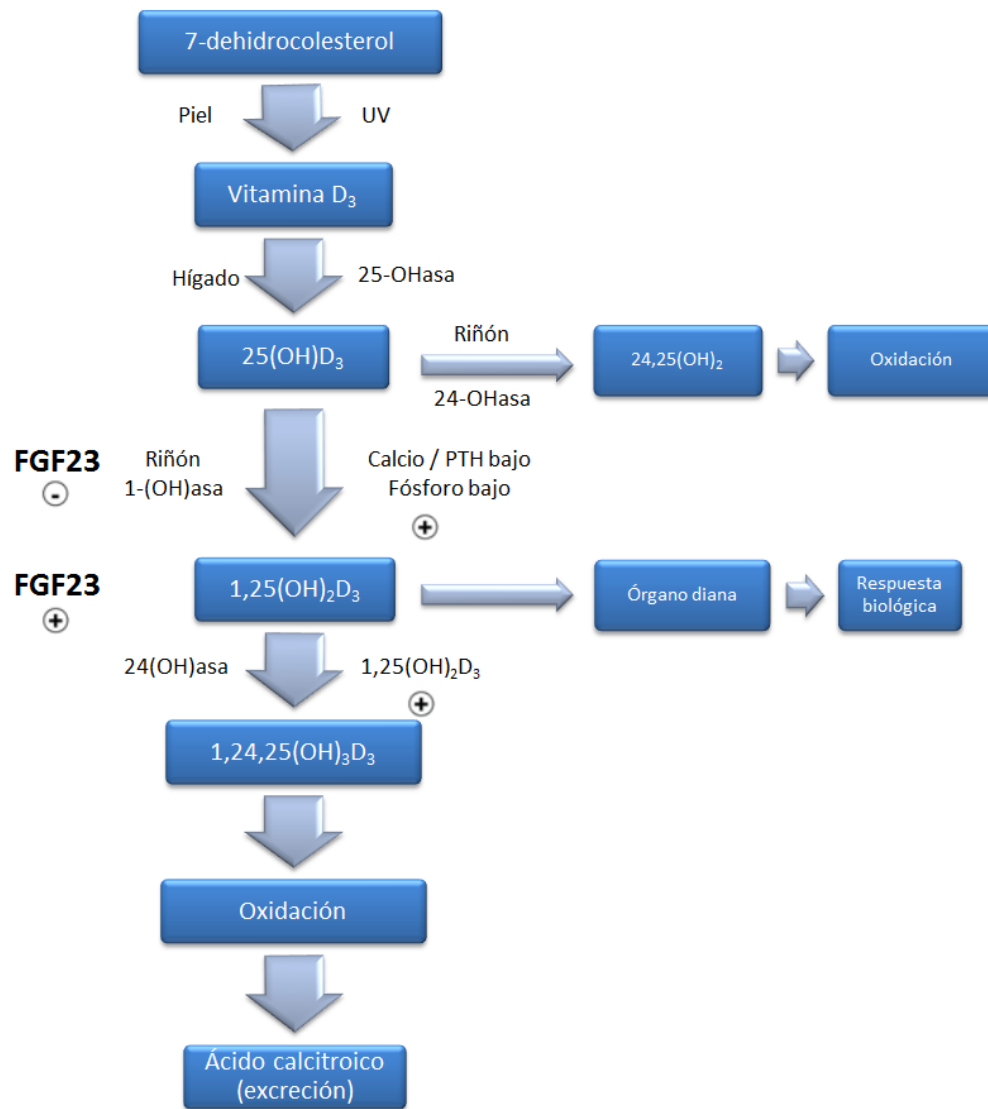 7-dehidrocolesterol
Piel
UV
Vitamina D₃
Hígado
25-OHasa
25(OH)D₃
Riñón
24-OHasa
24,25(OH)₂
Oxidación
FGF23
-
Riñón
1-(OH)asa
Calcio / PTH bajo
Fósforo bajo
+
FGF23
+
1,25(OH)₂D₃
Órgano diana
Respuesta
biológica
24(OH)asa
1,25(OH)₂D₃
+
1,24,25(OH)₃D₃
Oxidación
Ácido calcitroico
(excreción)